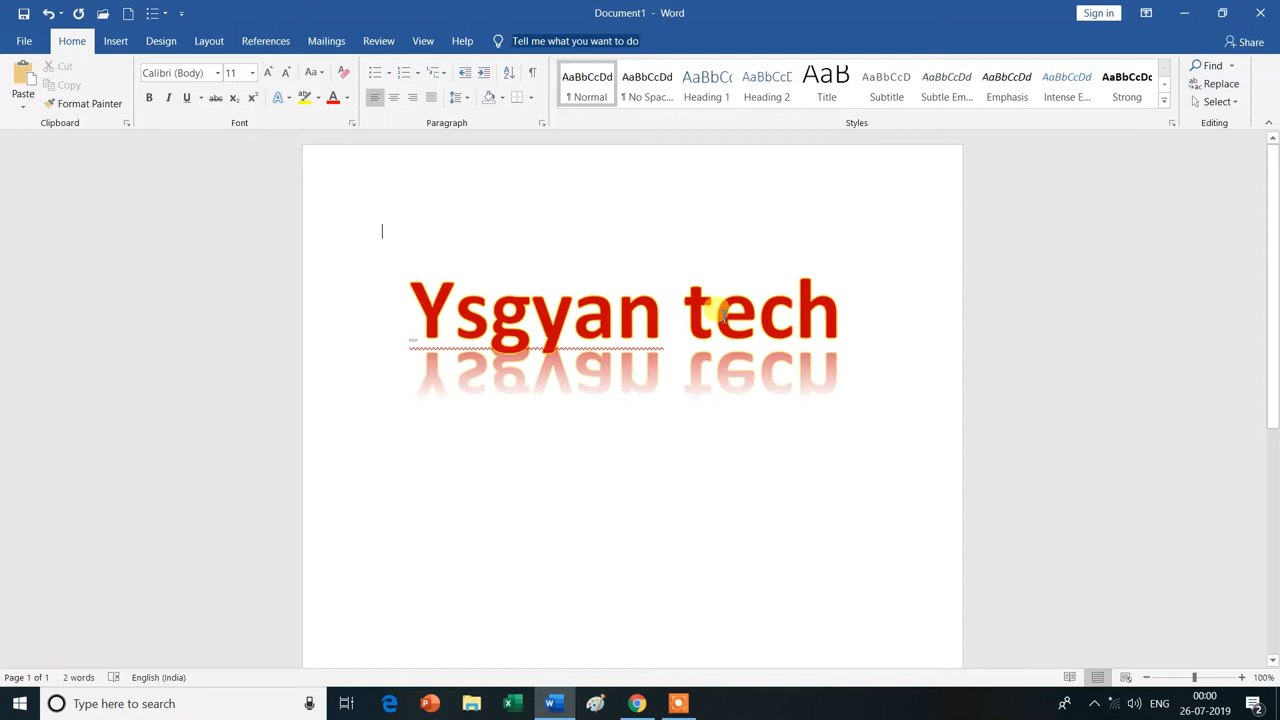 Document1 - Word
Sign in
File Home Insert Design Layout References Mailings Review View Help Tell me what you want to do Share
Paste
Cut
Copy
Format Painter
Clipboard
Calibri (Body) 11
Font
Paragraph
AaBbCcDd ¶ Normal
AaBbCcDd ¶ No Spac...
AaBbC Heading 1
AaBbCcD Heading 2
AaB Title
AaBbCcD Subtitle
AaBbCcDd Subtle Em...
AaBbCcDd Emphasis
AaBbCcDd Intense E...
AaBbCcDc Strong
Styles
Find
Replace
Select
Editing
Ysgyan tech
Page 1 of 1 2 words English (India) 100%
Type here to search
ENG
00:00
26-07-2019
2